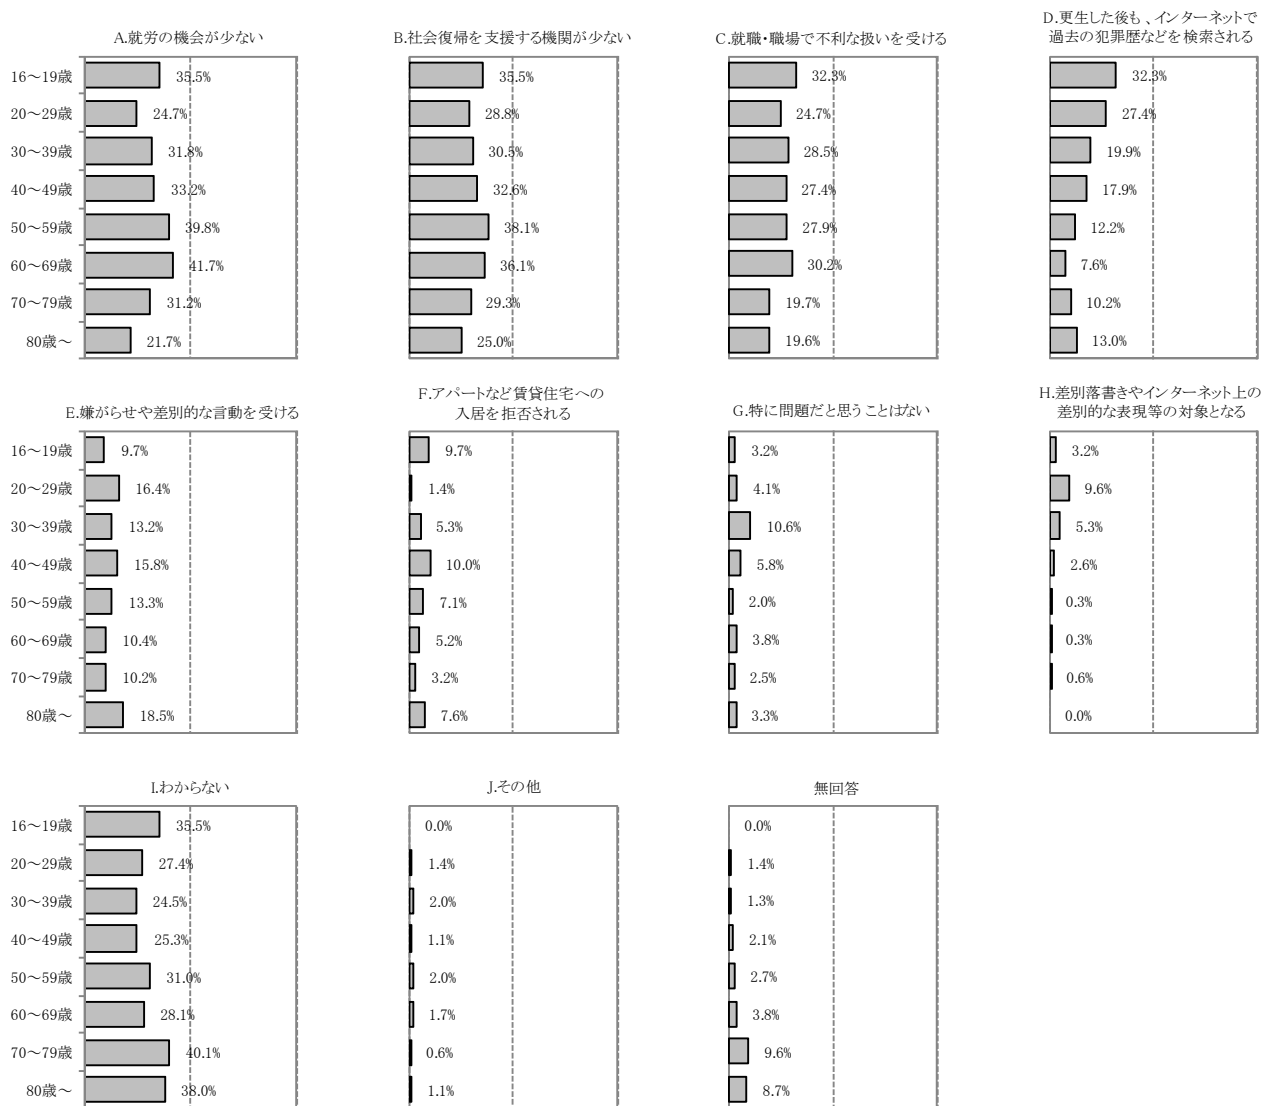 A.就労の機会が少ない
16～19歳 35.5%
20～29歳 24.7%
30～39歳 31.8%
40～49歳 33.2%
50～59歳 39.8%
60～69歳 41.7%
70～79歳 31.2%
80歳～ 21.7%
B.社会復帰を支援する機関が少ない
35.5%
28.8%
30.5%
32.6%
38.1%
36.1%
29.3%
25.0%
C.就職・職場で不利な扱いを受ける
32.3%
24.7%
28.5%
27.4%
27.9%
30.2%
19.7%
19.6%
D.更生した後も、インターネットで
過去の犯罪歴などを検索される
32.3%
27.4%
19.9%
17.9%
12.2%
7.6%
10.2%
13.0%
E.嫌がらせや差別的な言動を受ける
16～19歳 9.7%
20～29歳 16.4%
30～39歳 13.2%
40～49歳 15.8%
50～59歳 13.3%
60～69歳 10.4%
70～79歳 10.2%
80歳～ 18.5%
F.アパートなど賃貸住宅への
入居を拒否される
9.7%
1.4%
5.3%
10.0%
7.1%
5.2%
3.2%
7.6%
G.特に問題だと思うことはない
3.2%
4.1%
10.6%
5.8%
2.0%
3.8%
2.5%
3.3%
H.差別落書きやインターネット上の
差別的な表現等の対象となる
3.2%
9.6%
5.3%
2.6%
0.3%
0.3%
0.6%
0.0%
I.わからない
16～19歳 35.5%
20～29歳 27.4%
30～39歳 24.5%
40～49歳 25.3%
50～59歳 31.0%
60～69歳 28.1%
70～79歳 40.1%
80歳～ 38.0%
J.その他
0.0%
1.4%
2.0%
1.1%
2.0%
1.7%
0.6%
1.1%
無回答
0.0%
1.4%
1.3%
2.1%
2.7%
3.8%
9.6%
8.7%